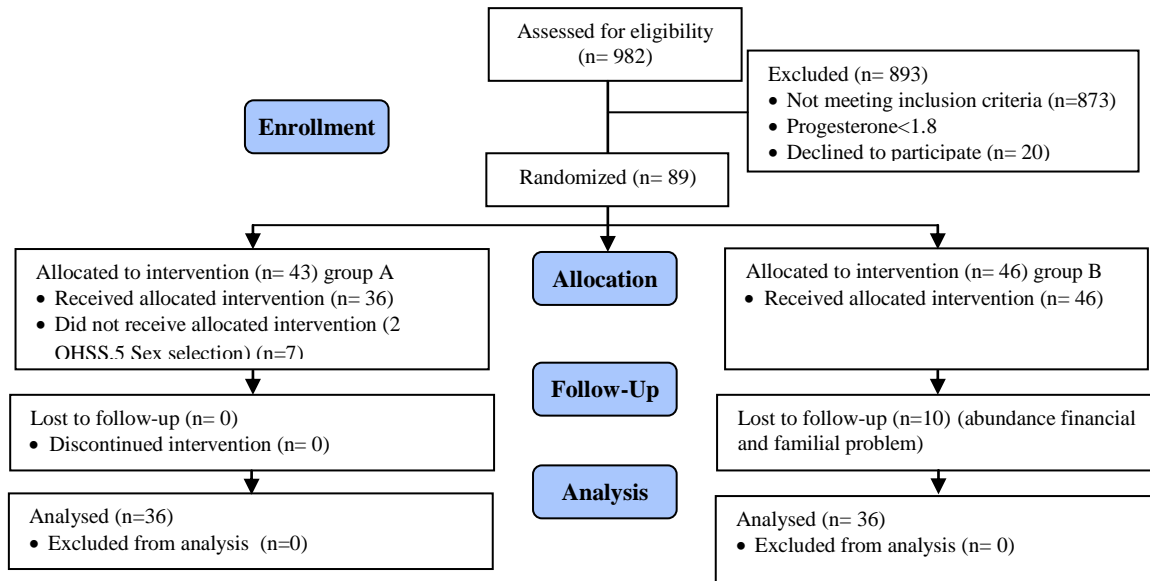 Assessed for eligibility
(n= 982)
Excluded (n= 893)
• Not meeting inclusion criteria (n=873)
• Progesterone<1.8
• Declined to participate (n= 20)
Enrollment
Randomized (n= 89)
Allocated to intervention (n= 43) group A
• Received allocated intervention (n= 36)
• Did not receive allocated intervention (2
OHSS,5 Sex selection) (n=7)
Allocation
Allocated to intervention (n= 46) group B
• Received allocated intervention (n= 46)
Follow-Up
Lost to follow-up (n= 0)
• Discontinued intervention (n= 0)
Lost to follow-up (n=10) (abundance financial
and familial problem)
Analysis
Analysed (n=36)
• Excluded from analysis (n=0)
Analysed (n= 36)
• Excluded from analysis (n= 0)